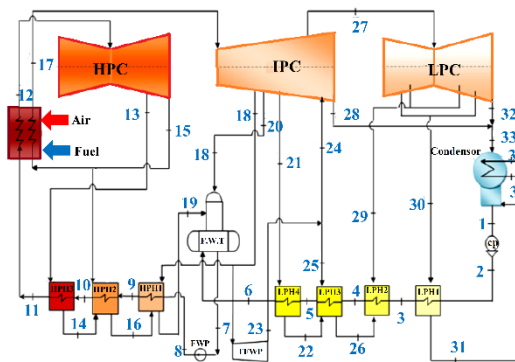 27
17
HPC
IPC
LPC
12
13
15
18
20
28
32
Air
24
33
Condensor
21
Fuel
18
19
29
30
1
F.W.T
cp
25
2
HPH3
10
HPH2
9
HPH1
6
LPH4
5
LPH3
4
LPH2
3
LPH1
11
14
16
8
FWP
7
23
22
26
31